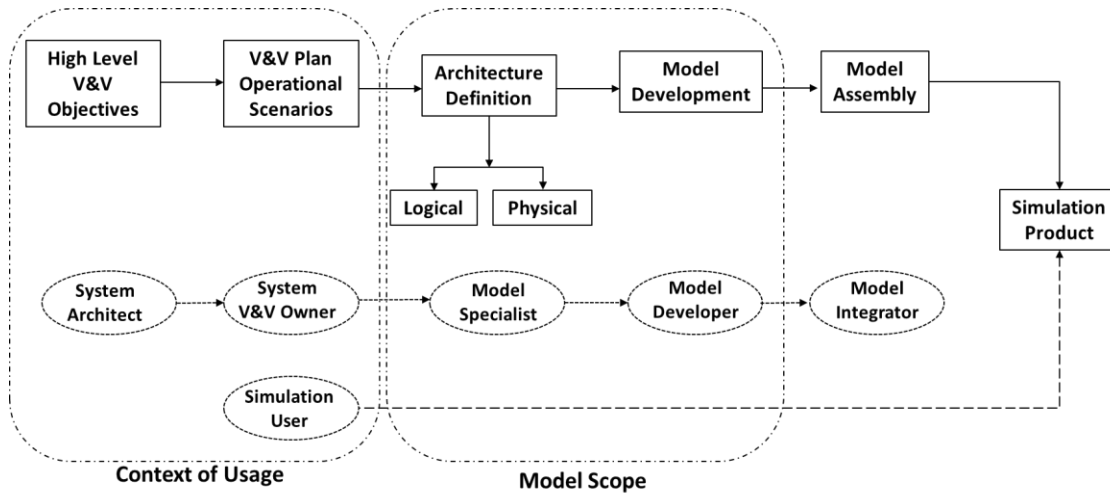 High Level
V&V
Objectives
V&V Plan
Operational
Scenarios
Architecture
Definition
Model
Development
Model
Assembly
Logical
Physical
Simulation
Product
System
Architect
System
V&V Owner
Model
Specialist
Model
Developer
Model
Integrator
Simulation
User
Context of Usage
Model Scope